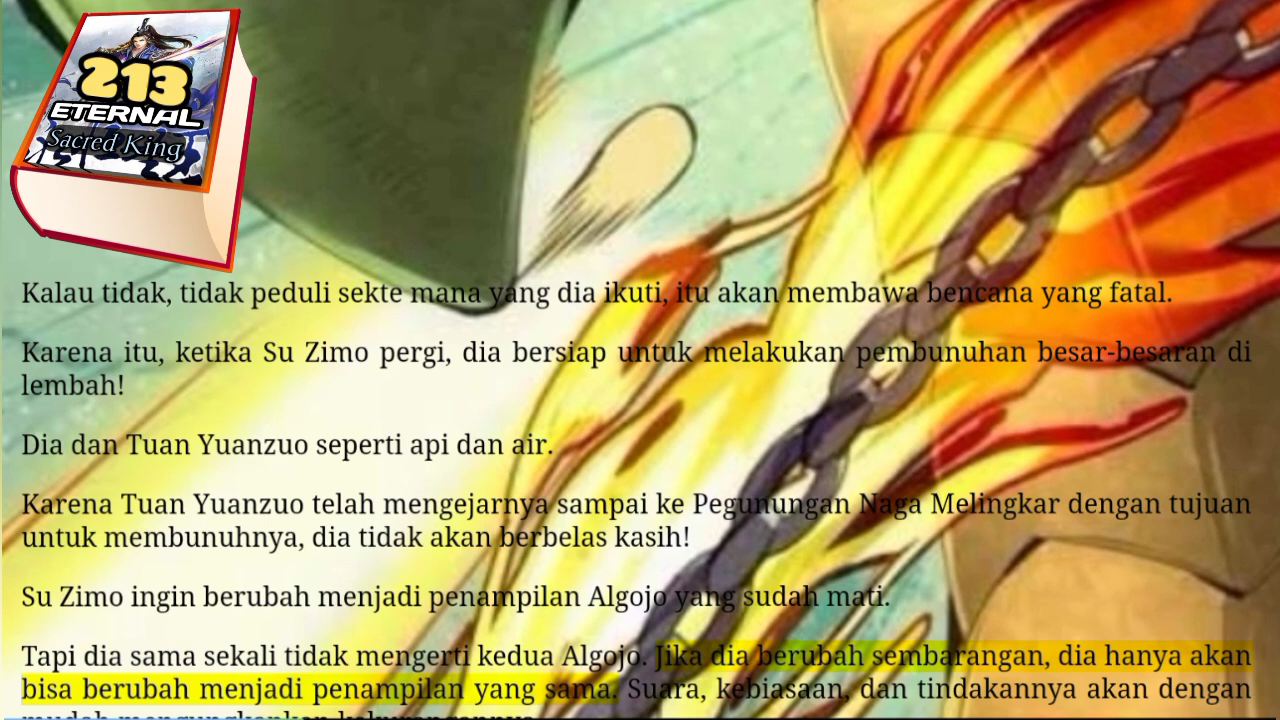 213
ETERNAL
Sacred King
Kalau tidak, tidak peduli sekte mana yang dia ikuti, itu akan membawa bencana yang fatal.
Karena itu, ketika Su Zimo pergi, dia bersiap untuk melakukan pembunuhan besar-besaran di
lembah!
Dia dan Tuan Yuanzuo seperti api dan air.
Karena Tuan Yuanzuo telah mengejarnya sampai ke Pegunungan Naga Melingkar dengan tujuan
untuk membunuhnya, dia tidak akan berbelas kasih!
Su Zimo ingin berubah menjadi penampilan Algojo yang sudah mati.
Tapi dia sama sekali tidak mengerti kedua Algojo. Jika dia berubah sembarangan, dia hanya akan
bisa berubah menjadi penampilan yang sama. Suara, kebiasaan, dan tindakannya akan dengan
mudah mengungkapkan kekurangannya.